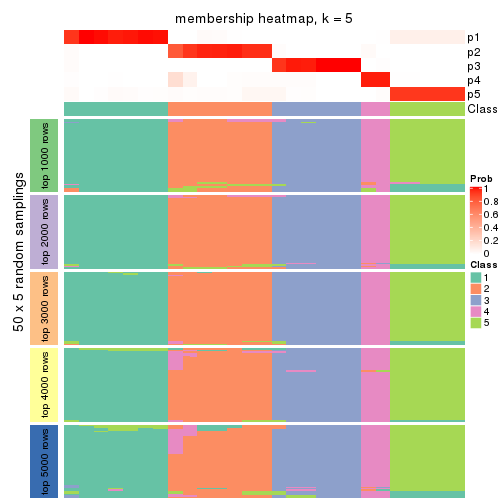 membership heatmap, k = 5
p1
p2
p3
p4
p5
Class
50 x 5 random samplings
top 1000 rows
top 2000 rows
top 3000 rows
top 4000 rows
top 5000 rows
Prob
1
0.8
0.6
0.4
0.2
0
Class
1
2
3
4
5